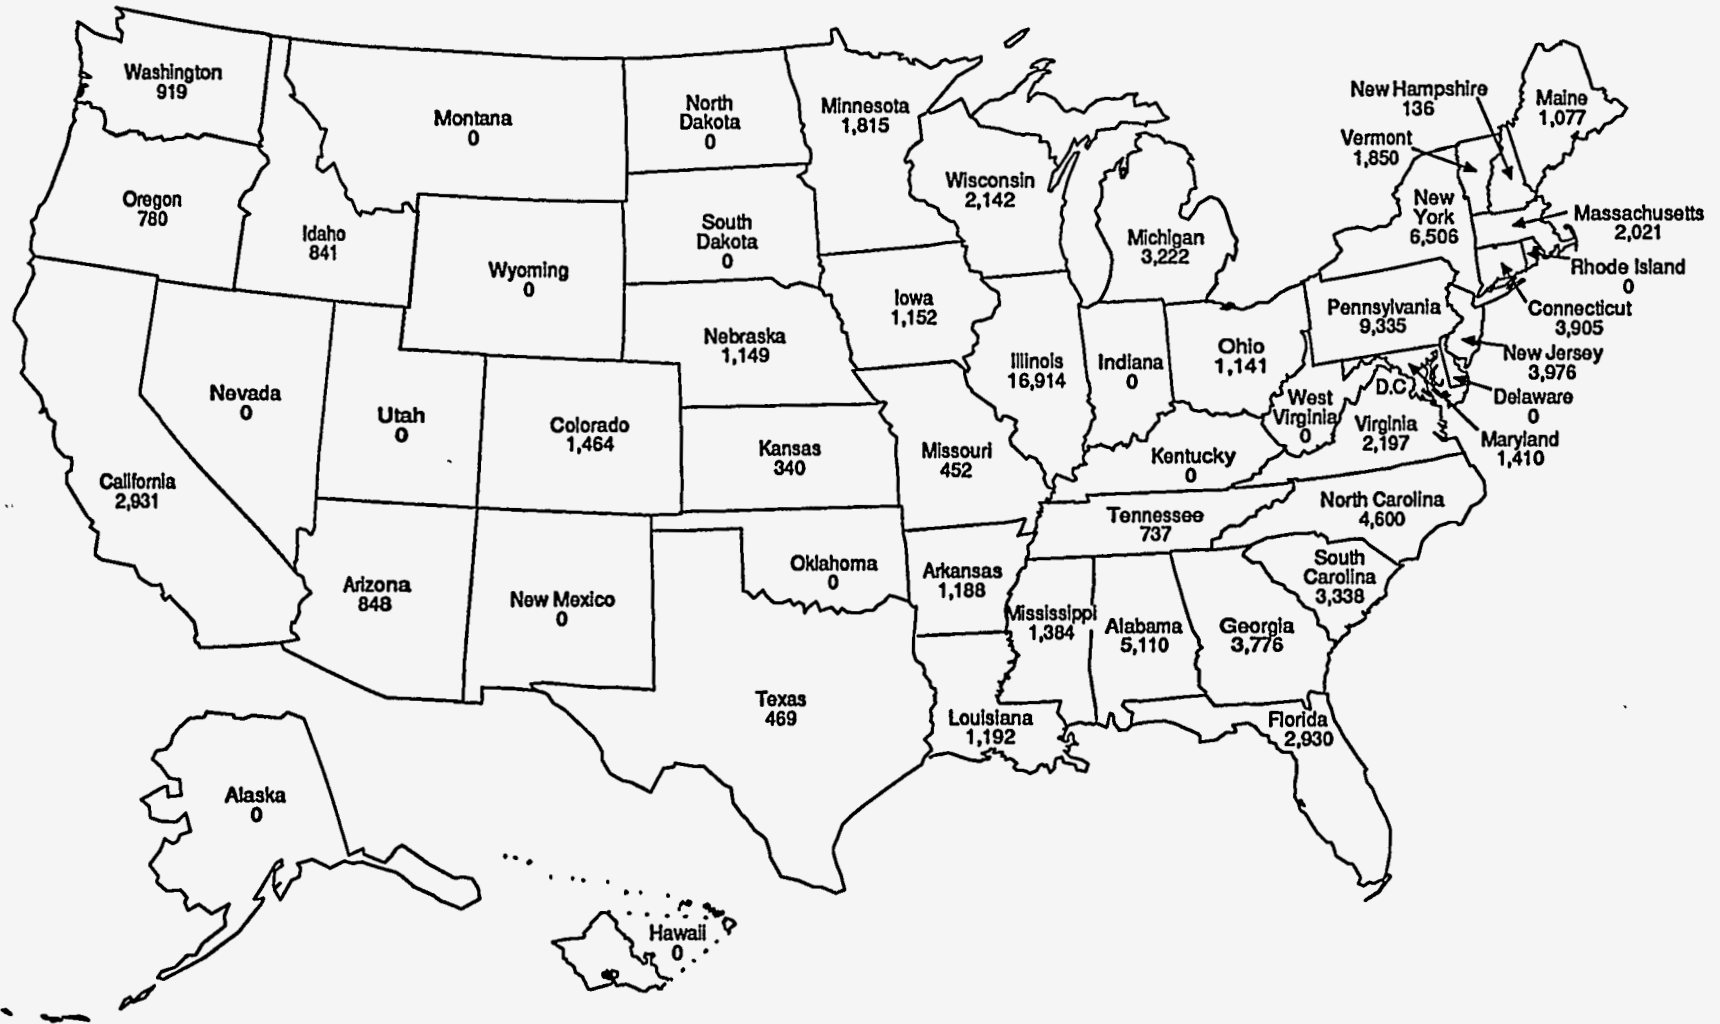 Washington
919
Montana
0
North
Dakota
0
Minnesota
1,815
New Hampshire
136
Maine
1,077
Vermont
1,850
Oregon
780
Idaho
841
Wyoming
0
South
Dakota
0
Wisconsin
2,142
Michigan
3,222
New
York
6,506
Massachusetts
2,021
Rhode Island
0
Connecticut
3,905
New Jersey
3,976
Delaware
0
Maryland
1,410
Nebraska
1,149
Iowa
1,152
Illinois
16,914
Indiana
0
Ohio
1,141
Pennsylvania
9,335
D.C.
West
Virginia
0
Virginia
2,197
Nevada
0
Utah
0
Colorado
1,464
Kansas
340
Missouri
452
Kentucky
0
California
2,931
Arizona
848
New Mexico
0
Oklahoma
0
Arkansas
1,188
Tennessee
737
North Carolina
4,600
South
Carolina
3,338
Mississippi
1,384
Alabama
5,110
Georgia
3,776
Texas
469
Louisiana
1,192
Florida
2,930
Alaska
0
Hawaii
0